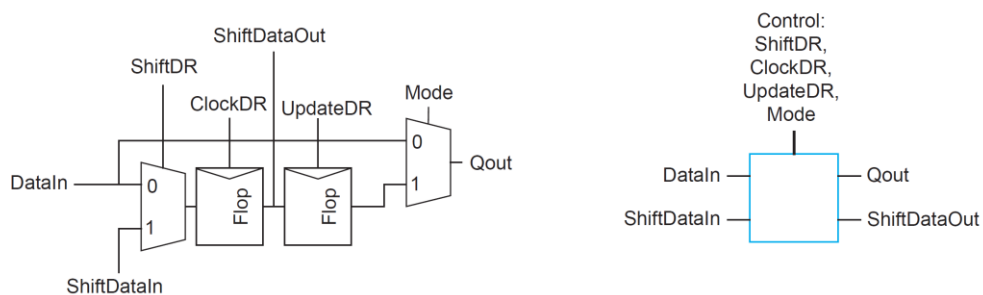 ShiftDataOut
ShiftDR
ClockDR
UpdateDR
Mode
0
DataIn
0
Flop
Flop
1
Qout
1
ShiftDataIn
Control:
ShiftDR,
ClockDR,
UpdateDR,
Mode
DataIn
Qout
ShiftDataIn
ShiftDataOut